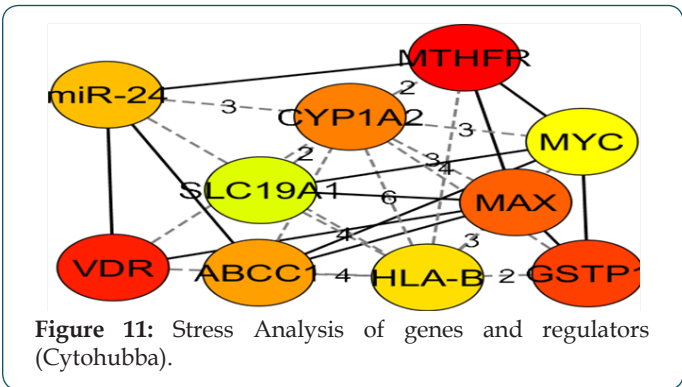 MTHFR
miR-24
2
3
CYP1A2
3
MYC
2
3
4
SLC19A1
6
MAX
4
3
VDR
ABCC1
4
HLA-B
2
GSTP1
Figure 11: Stress Analysis of genes and regulators
(Cytohubba).